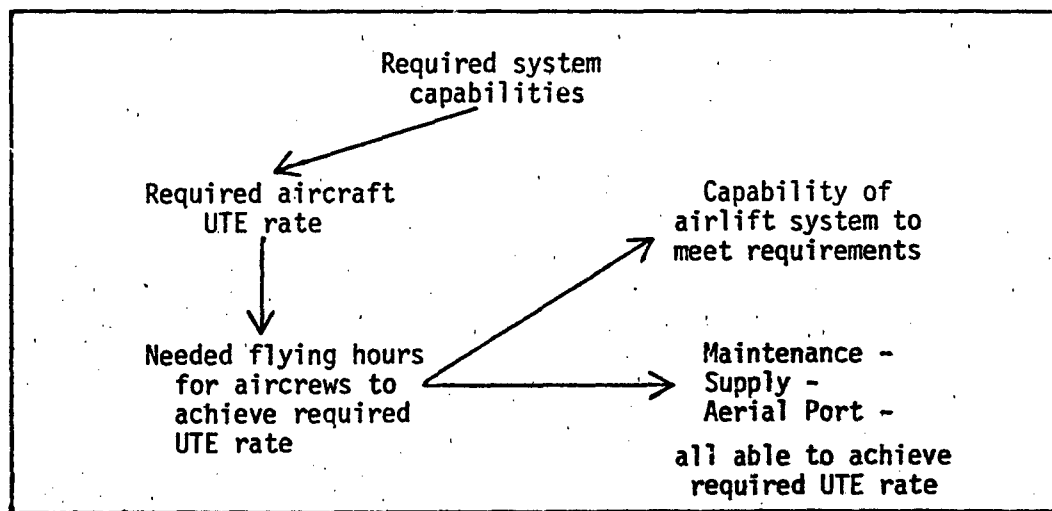 Required system
capabilities
Required aircraft
UTE rate
Capability of
airlift system to
meet requirements
Needed flying hours
for aircrews to
achieve required
UTE rate
Maintenance -
Supply -
Aerial Port -
all able to achieve
required UTE rate